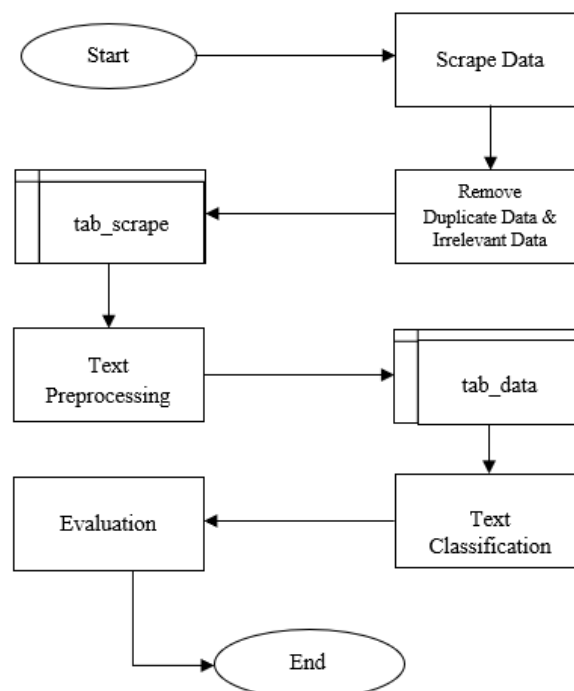 Start
Scrape Data
Remove
Duplicate Data &
Irrelevant Data
tab_scrape
Text
Preprocessing
tab_data
Text
Classification
Evaluation
End